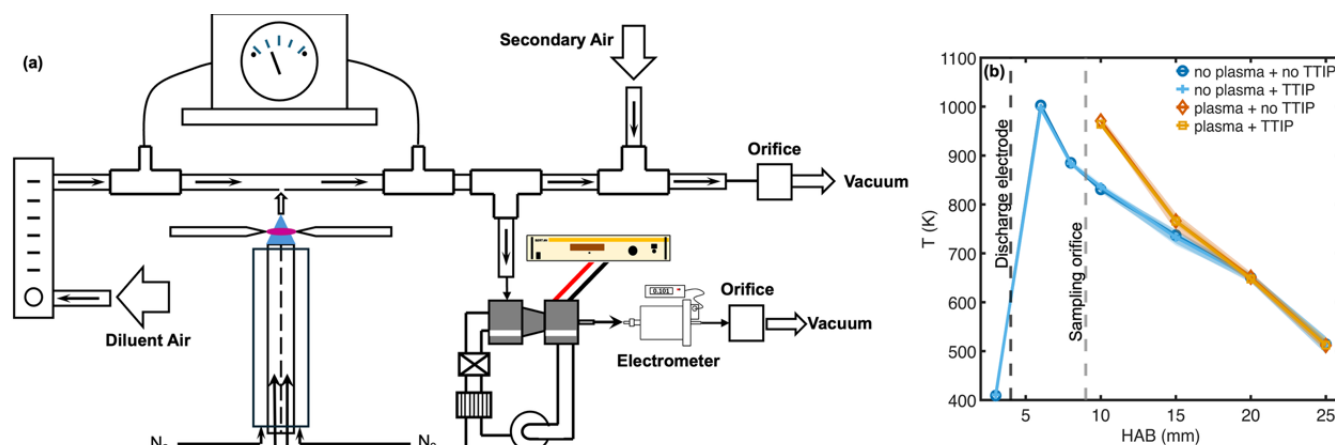 (a)
Secondary Air
Orifice
Vacuum
Diluent Air
0.101
Orifice
Vacuum
Electrometer
N₂
N₂
(b)
no plasma + no TTIP
no plasma + TTIP
plasma + no TTIP
plasma + TTIP
Discharge electrode
Sampling orifice
T (K)
1100
1000
900
800
700
600
500
400
5
10
15
20
25
HAB (mm)